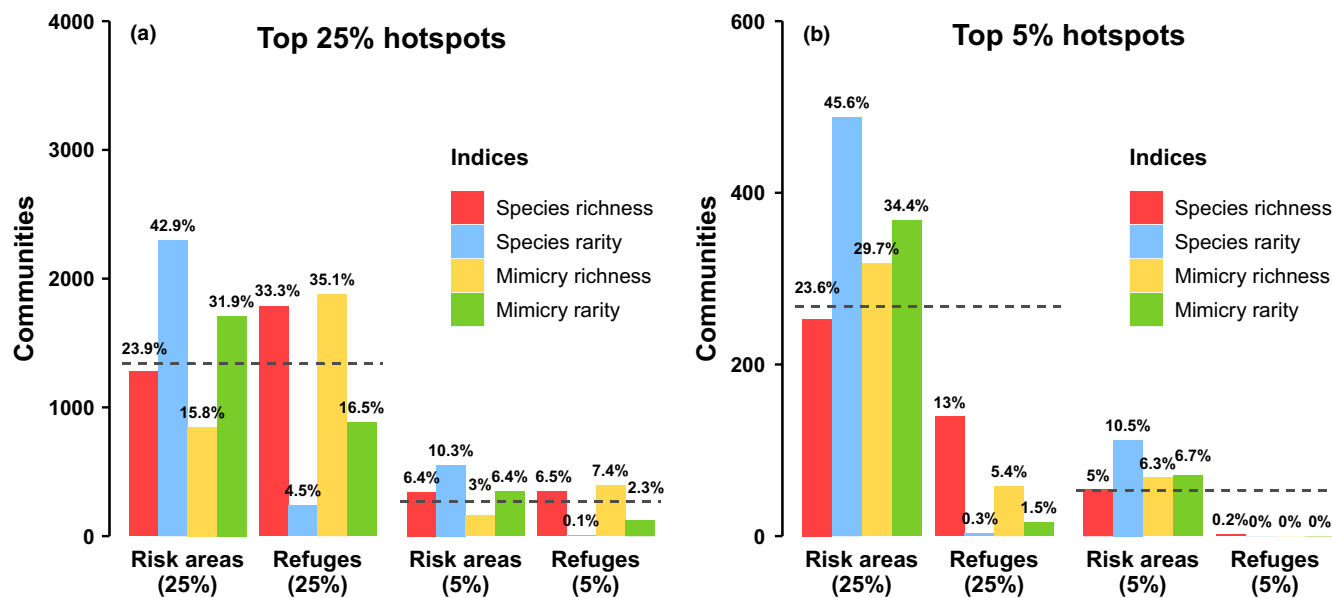 (a)
Top 25% hotspots
Communities
4000
3000
2000
1000
0
Indices
Species richness
Species rarity
Mimicry richness
Mimicry rarity
23.9%
42.9%
15.8%
31.9%
33.3%
4.5%
35.1%
16.5%
6.4%
10.3%
3%
6.4%
6.5%
0.1%
7.4%
2.3%
Risk areas
(25%)
Refuges
(25%)
Risk areas
(5%)
Refuges
(5%)
(b)
Top 5% hotspots
Communities
600
400
200
0
Indices
Species richness
Species rarity
Mimicry richness
Mimicry rarity
23.6%
45.6%
29.7%
34.4%
13%
0.3%
5.4%
1.5%
5%
10.5%
6.3%
6.7%
0.2%
0%
0%
0%
Risk areas
(25%)
Refuges
(25%)
Risk areas
(5%)
Refuges
(5%)